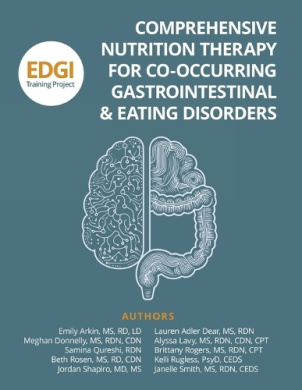 EDGI
Training Project
COMPREHENSIVE
NUTRITION THERAPY
FOR CO-OCCURRING
GASTROINTESTINAL
& EATING DISORDERS
AUTHORS
Emily Arkin, MS, RD, LD
Meghan Donnelly, MS, RDN, CDN
Samina Qureshi, RDN
Beth Rosen, MS, RD, CDN
Jordan Shapiro, MD, MS
Lauren Adler Dear, MS, RDN
Alyssa Lavy, MS, RDN, CDN, CPT
Brittany Rogers, MS, RDN, CPT
Kelli Rugless, PsyD, CEDS
Janelle Smith, MS, RDN, CEDS